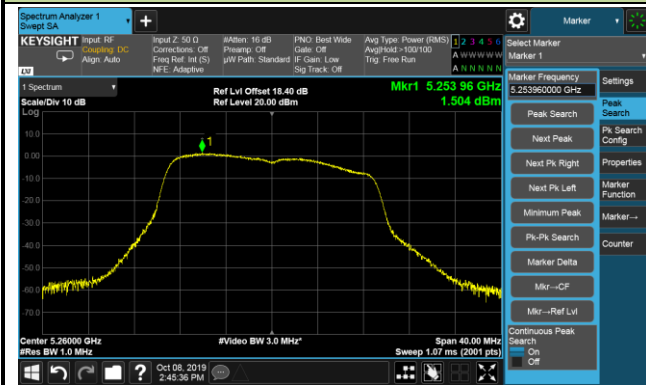 Spectrum Analyzer 1
Swept SA
Marker
KEYSIGHT
Input: RF
Coupling: DC
Align: Auto
Input Z: 50 Ω
Corrections: Off
Freq Ref: Int (S)
NFE: Adaptive
#Atten: 16 dB
Preamp: Off
µW Path: Standard
PNO: Best Wide
Gate: Off
IF Gain: Low
Sig Track: Off
Avg Type: Power (RMS)
Avg|Hold:>100/100
Trig: Free Run
1 2 3 4 5 6
A W W W W W
A N N N N N
LXI
Select Marker
Marker 1
1 Spectrum
Scale/Div 10 dB
Log
Ref Lvl Offset 18.40 dB
Ref Level 20.00 dBm
Mkr1 5.253 96 GHz
1.504 dBm
1
10.0
0.00
-10.0
-20.0
-30.0
-40.0
-50.0
-60.0
-70.0
Center 5.26000 GHz
#Res BW 1.0 MHz
#Video BW 3.0 MHz*
Span 40.00 MHz
Sweep 1.07 ms (2001 pts)
Marker Frequency
5.253960000 GHz
Peak Search
Next Peak
Next Pk Right
Next Pk Left
Minimum Peak
Pk-Pk Search
Marker Delta
Mkr→CF
Mkr→Ref Lvl
Continuous Peak
Search
On
Off
Settings
Peak
Search
Pk Search
Config
Properties
Marker
Function
Marker→
Counter
?
Oct 08, 2019
2:45:36 PM